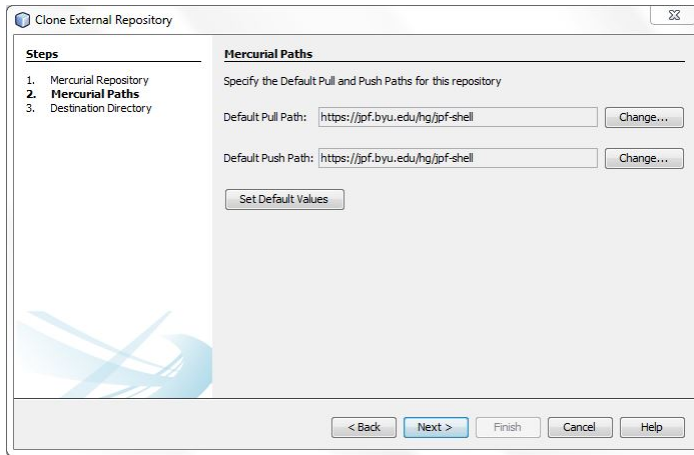 Clone External Repository
Steps
1. Mercurial Repository
2. Mercurial Paths
3. Destination Directory
Mercurial Paths
Specify the Default Pull and Push Paths for this repository
Default Pull Path: https://jpf.byu.edu/hg/jpf-shell Change...
Default Push Path: https://jpf.byu.edu/hg/jpf-shell Change...
Set Default Values
< Back Next > Finish Cancel Help